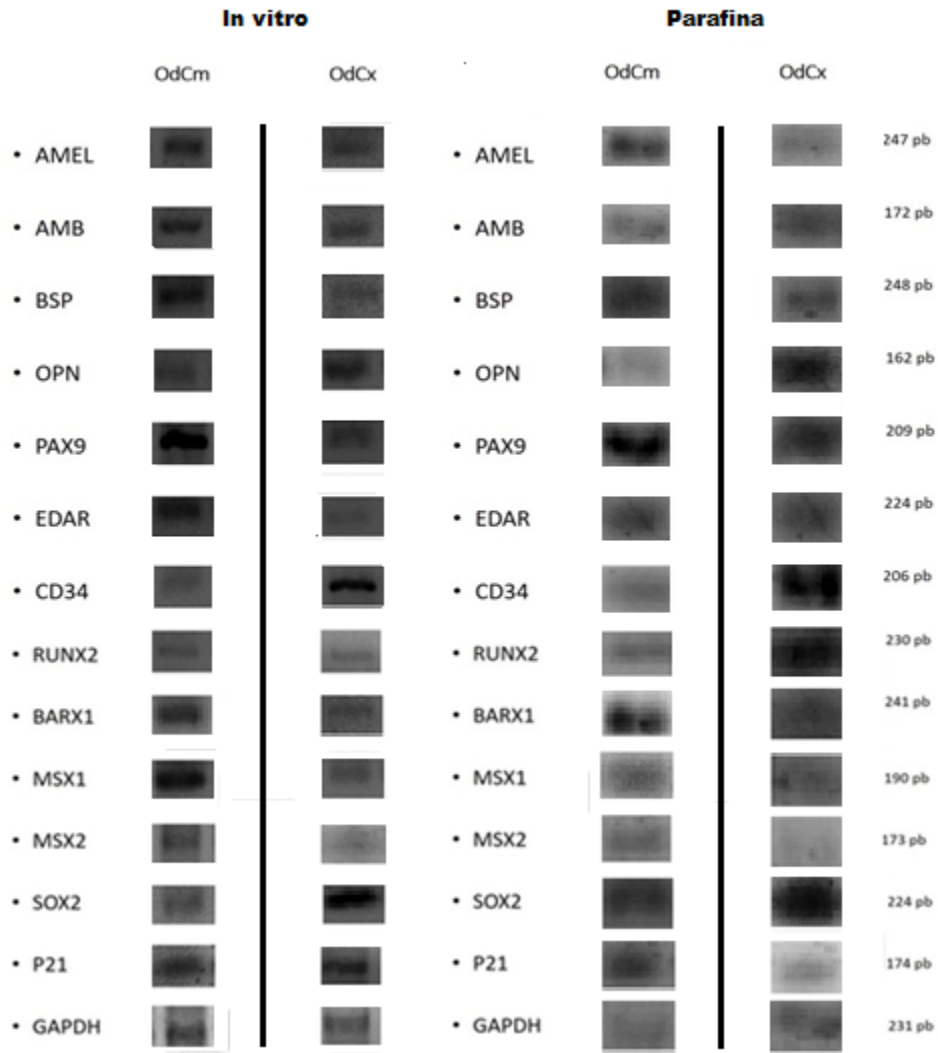 In vitro Parafina
OdCm OdCx OdCm OdCx
• AMEL • AMEL 247 pb
• AMB • AMB 172 pb
• BSP • BSP 248 pb
• OPN • OPN 162 pb
• PAX9 • PAX9 209 pb
• EDAR • EDAR 224 pb
• CD34 • CD34 206 pb
• RUNX2 • RUNX2 230 pb
• BARX1 • BARX1 241 pb
• MSX1 • MSX1 190 pb
• MSX2 • MSX2 173 pb
• SOX2 • SOX2 224 pb
• P21 • P21 174 pb
• GAPDH • GAPDH 231 pb